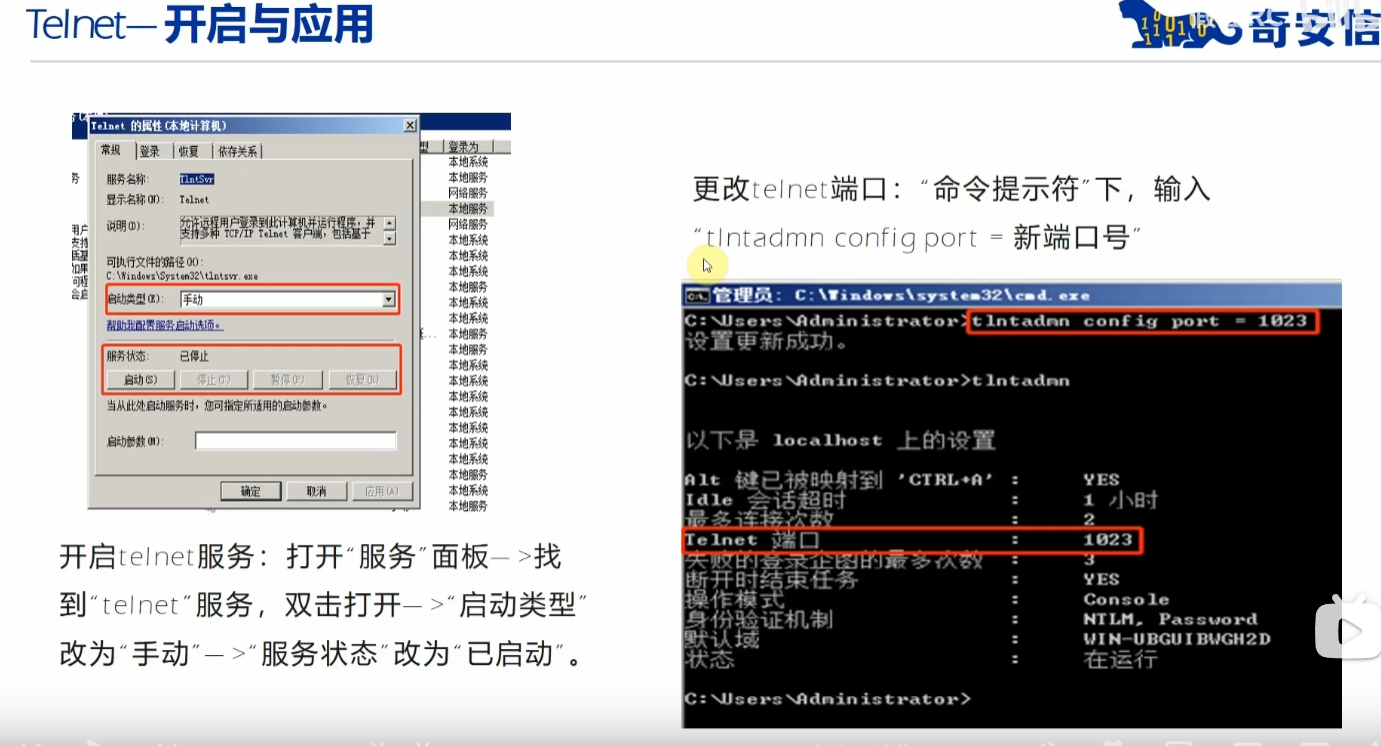 Telnet— 开启与应用
奇安信
Telnet 的属性(本地计算机)
常规 登录 恢复 依存关系
服务名称: TlntSvr
显示名称(N): Telnet
说明(D): 允许远程用户登录到此计算机并运行程序，并
支持多种 TCP/IP Telnet 客户端，包括基于
可执行文件的路径(H):
C:\Windows\System32\tlntsvr.exe
启动类型(E): 手动
帮助我配置服务启动选项。
服务状态: 已停止
启动(S) 停止(T) 暂停(P) 恢复(R)
当从此处启动服务时，您可指定所适用的启动参数。
启动参数(M):
确定 取消 应用(A)
型 登录为
本地系统
本地服务
网络服务
本地服务
网络服务
本地系统
本地系统
本地系统
本地服务
本地系统
本地系统
本地服务
本地服务
本地系统
本地系统
本地系统
本地系统
本地系统
本地系统
本地系统
本地服务
本地系统
本地服务
开启telnet服务：打开“服务”面板— >找
到“telnet”服务，双击打开— >“启动类型”
改为“手动”— >“服务状态”改为“已启动”。
更改telnet端口：“命令提示符”下，输入
“tlntadmn config port = 新端口号”
管理员: C:\Windows\system32\cmd.exe
C:\Users\Administrator>tlntadmn config port = 1023
设置更新成功。
C:\Users\Administrator>tlntadmn
以下是 localhost 上的设置
Alt 键已被映射到 'CTRL+A' : YES
Idle 会话超时 : 1 小时
最多连接次数 : 2
Telnet 端口 : 1023
失败的登录企图的最多次数 : 3
断开时结束任务 : YES
操作模式 : Console
身份验证机制 : NTLM, Password
默认域 : WIN-UBGUIBWGH2D
状态 : 在运行
C:\Users\Administrator>